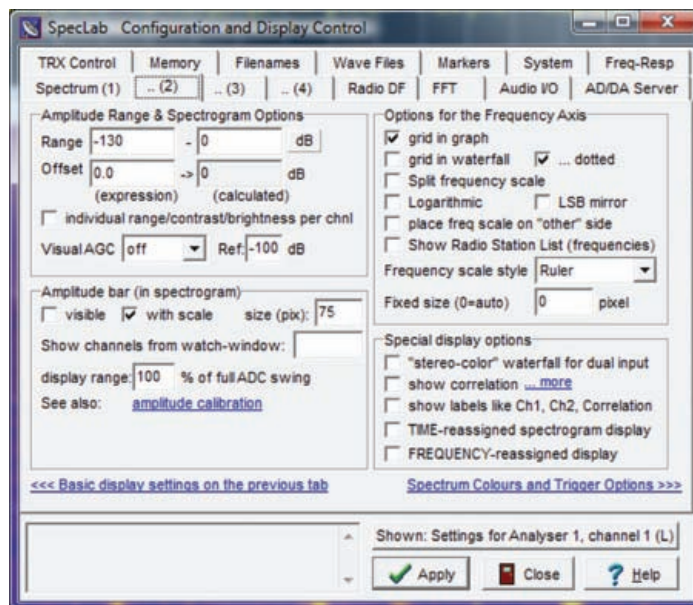 SpecLab Configuration and Display Control
TRX Control Memory Filenames Wave Files Markers System Freq-Resp
Spectrum (1) .. (2) .. (3) .. (4) Radio DF FFT Audio I/O AD/DA Server
Amplitude Range & Spectrogram Options
Range -130 - 0 dB
Offset 0.0 -> 0 dB
(expression) (calculated)
individual range/contrast/brightness per chnl
Visual AGC off Ref: -100 dB
Amplitude bar (in spectrogram)
visible with scale size (pix): 75
Show channels from watch-window:
display range: 100 % of full ADC swing
See also: amplitude calibration
Options for the Frequency Axis
grid in graph
grid in waterfall ... dotted
Split frequency scale
Logarithmic LSB mirror
place freq scale on "other" side
Show Radio Station List (frequencies)
Frequency scale style Ruler
Fixed size (0=auto) 0 pixel
Special display options
"stereo-color" waterfall for dual input
show correlation ... more
show labels like Ch1, Ch2, Correlation
TIME-reassigned spectrogram display
FREQUENCY-reassigned display
<<< Basic display settings on the previous tab
Spectrum Colours and Trigger Options >>>
Shown: Settings for Analyser 1, channel 1 (L)
Apply Close Help